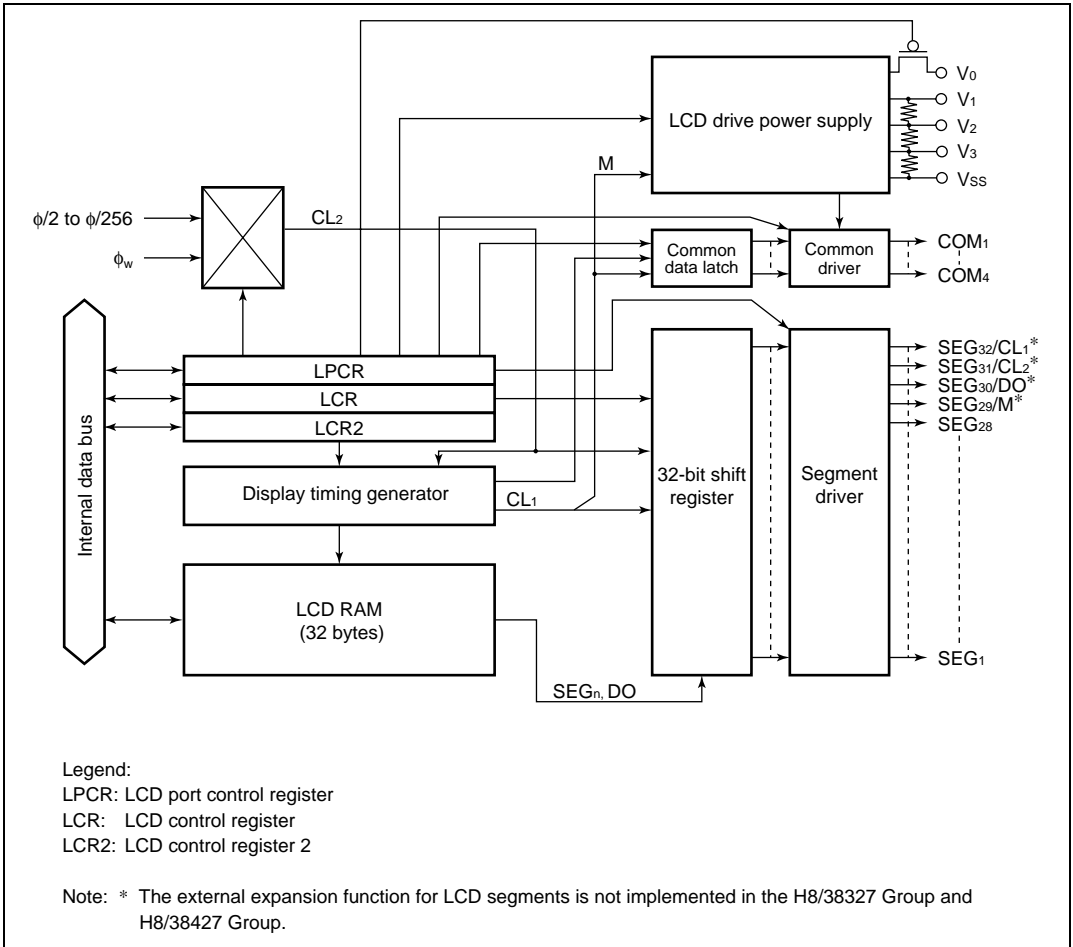 V0
V1
LCD drive power supply
V2
V3
M
VSS
ϕ/2 to ϕ/256
CL2
ϕw
Common data latch
Common driver
COM1
COM4
Internal data bus
LPCR
LCR
LCR2
Display timing generator
CL1
LCD RAM
(32 bytes)
SEGn, DO
32-bit shift register
Segment driver
SEG32/CL1*
SEG31/CL2*
SEG30/DO*
SEG29/M*
SEG28
SEG1
Legend:
LPCR: LCD port control register
LCR: LCD control register
LCR2: LCD control register 2
Note: * The external expansion function for LCD segments is not implemented in the H8/38327 Group and
H8/38427 Group.